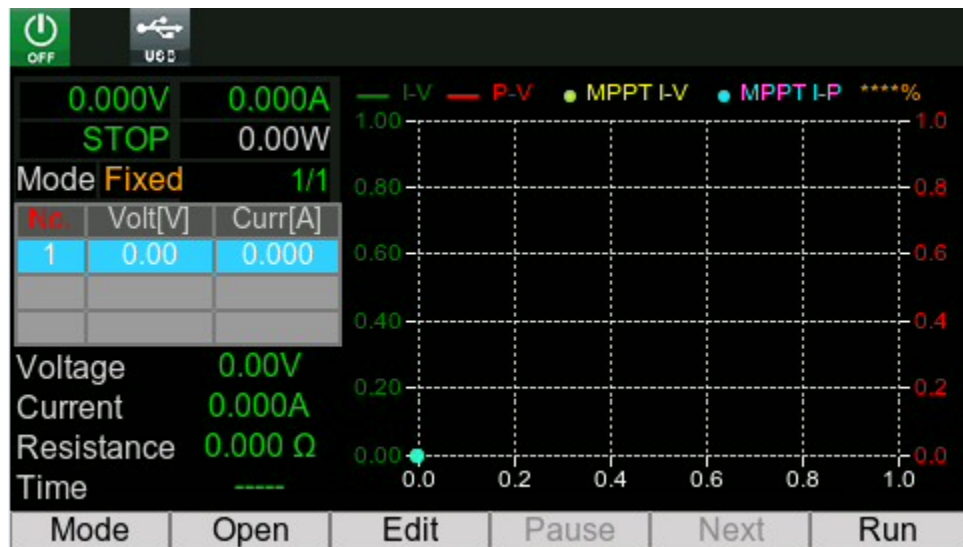 OFF USB
0.000V 0.000A
STOP 0.00W
Mode Fixed 1/1
No. Volt[V] Curr[A]
1 0.00 0.000
Voltage 0.00V
Current 0.000A
Resistance 0.000 Ω
Time -----
I-V P-V MPPT I-V MPPT I-P ****%
1.00 1.0
0.80 0.8
0.60 0.6
0.40 0.4
0.20 0.2
0.00 0.0
0.0 0.2 0.4 0.6 0.8 1.0
Mode Open Edit Pause Next Run